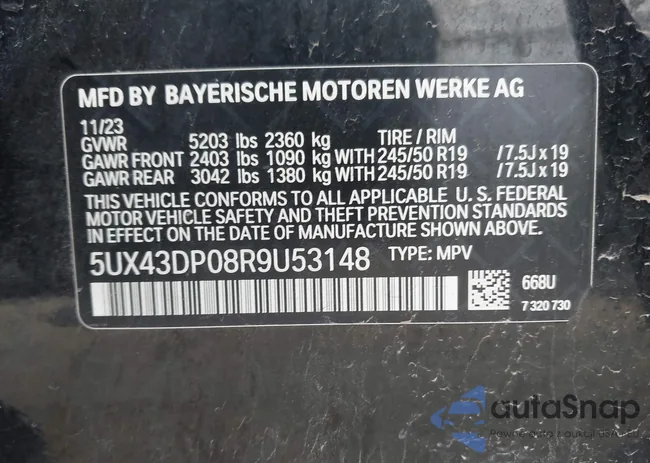 MFD BY BAYERISCHE MOTOREN WERKE AG
11/23
GVWR 5203 lbs 2360 kg TIRE / RIM
GAWR FRONT 2403 lbs 1090 kg WITH 245/50 R19 /7.5J x 19
GAWR REAR 3042 lbs 1380 kg WITH 245/50 R19 /7.5J x 19
THIS VEHICLE CONFORMS TO ALL APPLICABLE U. S. FEDERAL
MOTOR VEHICLE SAFETY AND THEFT PREVENTION STANDARDS
IN EFFECT ON THE DATE OF MANUFACTURE SHOWN ABOVE.
5UX43DP08R9U53148 TYPE: MPV
668U
7 320 730
autaSnap